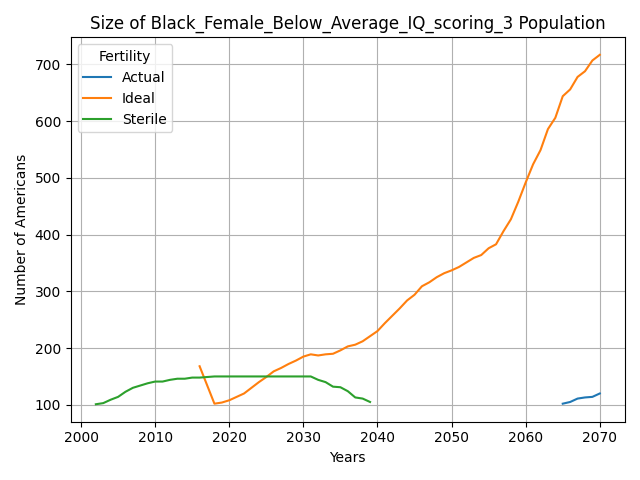 Size of Black_Female_Below_Average_IQ_scoring_3 Population
Fertility
Actual
Ideal
Sterile
Number of Americans
700
600
500
400
300
200
100
2000 2010 2020 2030 2040 2050 2060 2070
Years